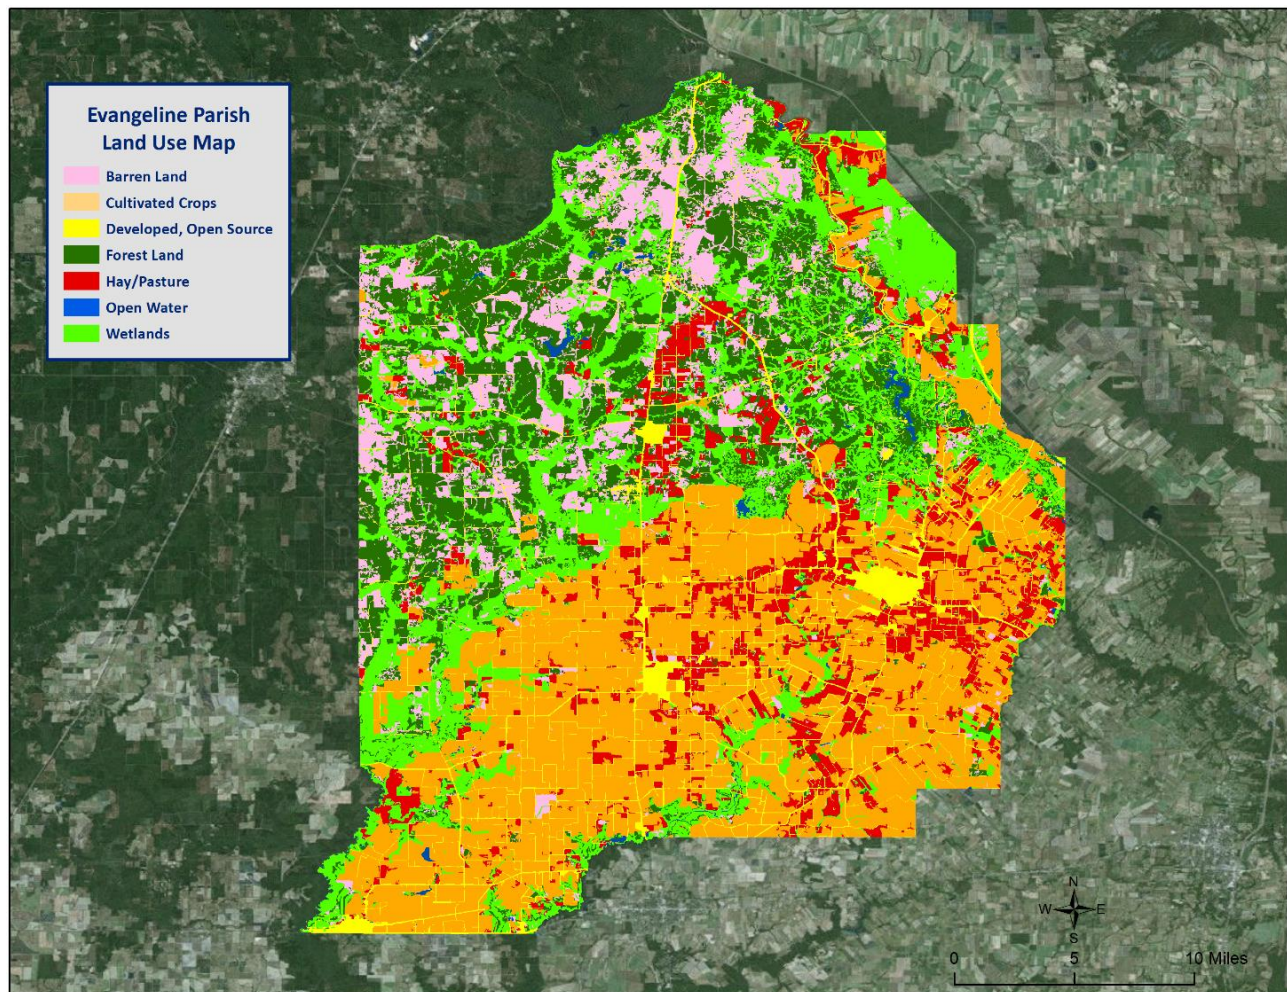 Evangeline Parish
Land Use Map
Barren Land
Cultivated Crops
Developed, Open Source
Forest Land
Hay/Pasture
Open Water
Wetlands
N
W E
S
0 5 10 Miles